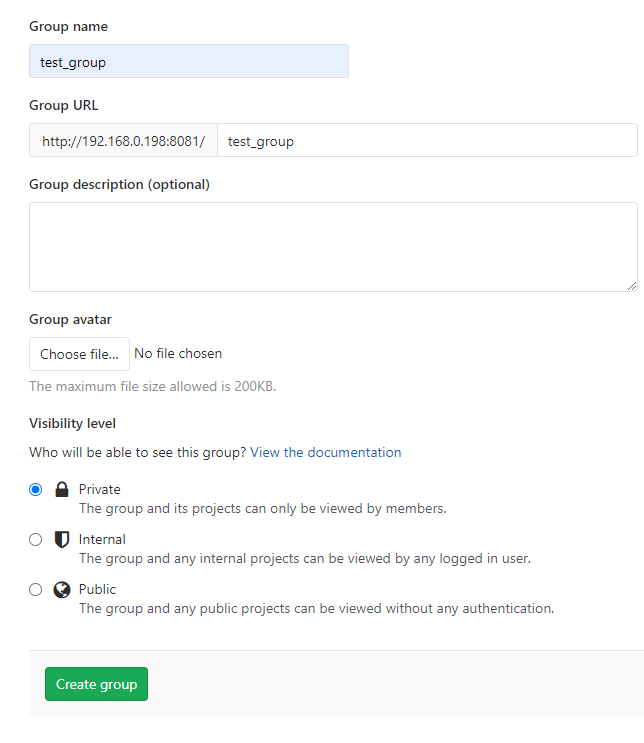 Group name
test_group
Group URL
http://192.168.0.198:8081/ test_group
Group description (optional)
Group avatar
Choose file... No file chosen
The maximum file size allowed is 200KB.
Visibility level
Who will be able to see this group? View the documentation
Private
The group and its projects can only be viewed by members.
Internal
The group and any internal projects can be viewed by any logged in user.
Public
The group and any public projects can be viewed without any authentication.
Create group